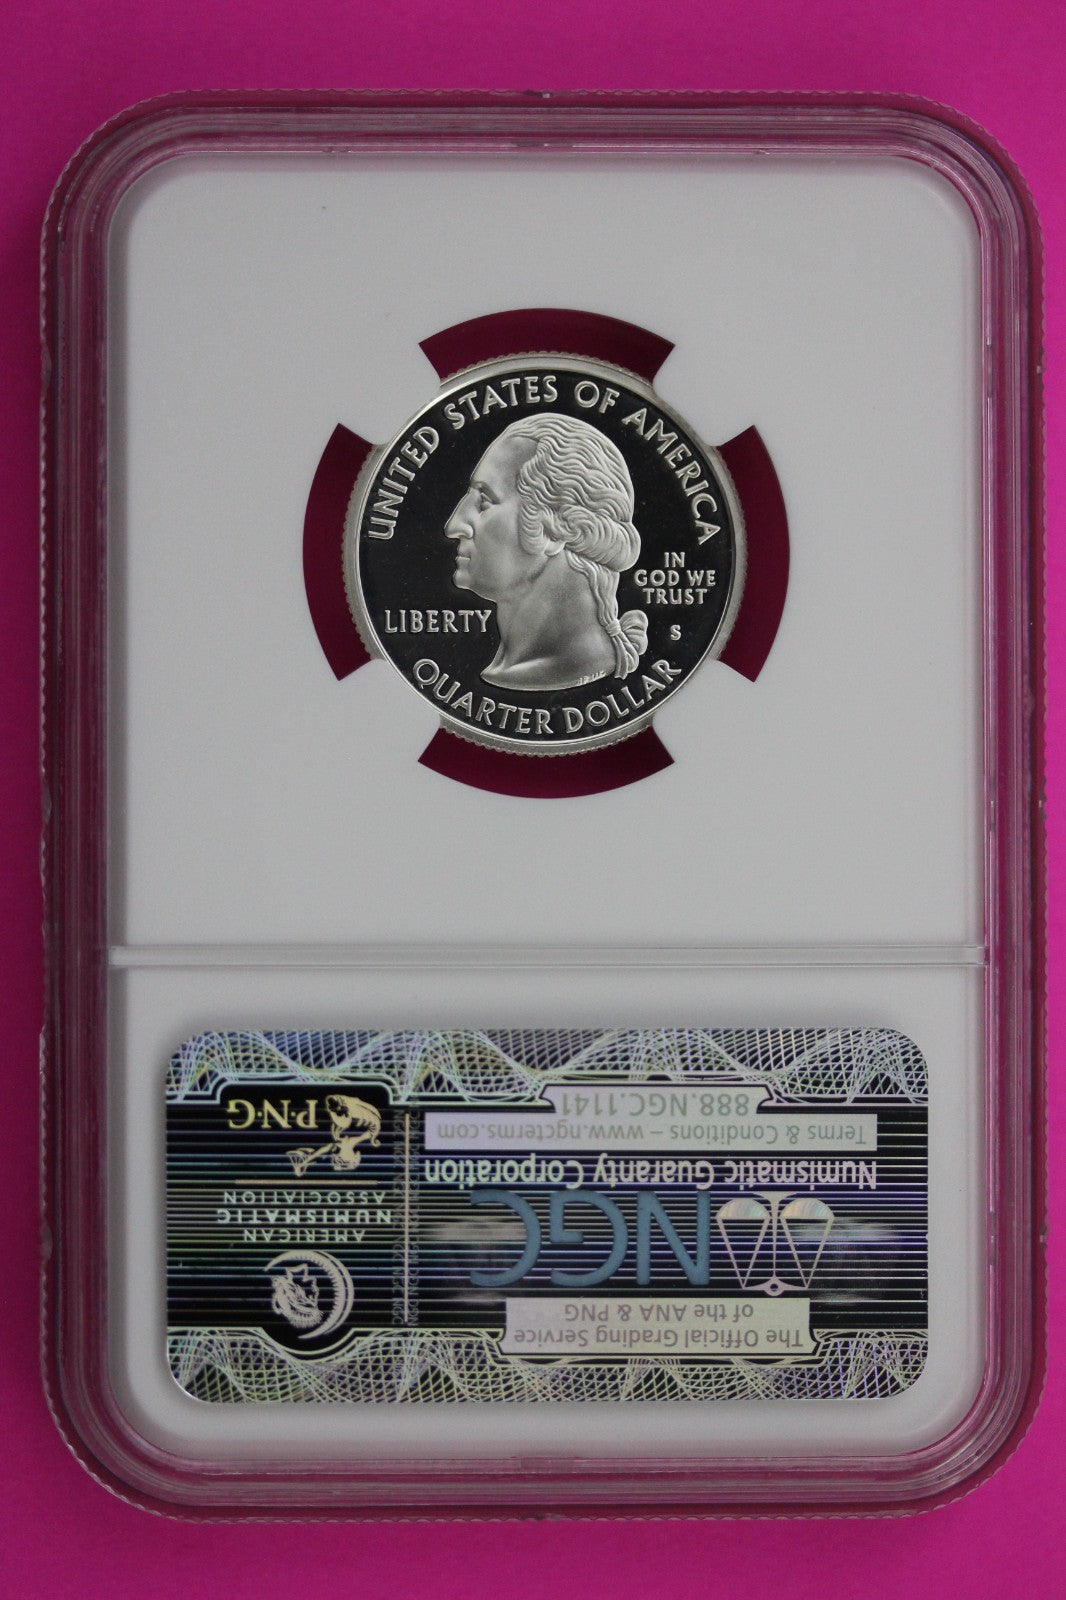 UNITED STATES OF AMERICA
IN
GOD WE
TRUST
LIBERTY
S
QUARTER DOLLAR
The Official Grading Service
of the ANA & PNG
NGC
Numismatic Guaranty Corporation
Terms & Conditions – www.ngcterms.com
888.NGC.1141
AMERICAN
NUMISMATIC
ASSOCIATION
P·N·G